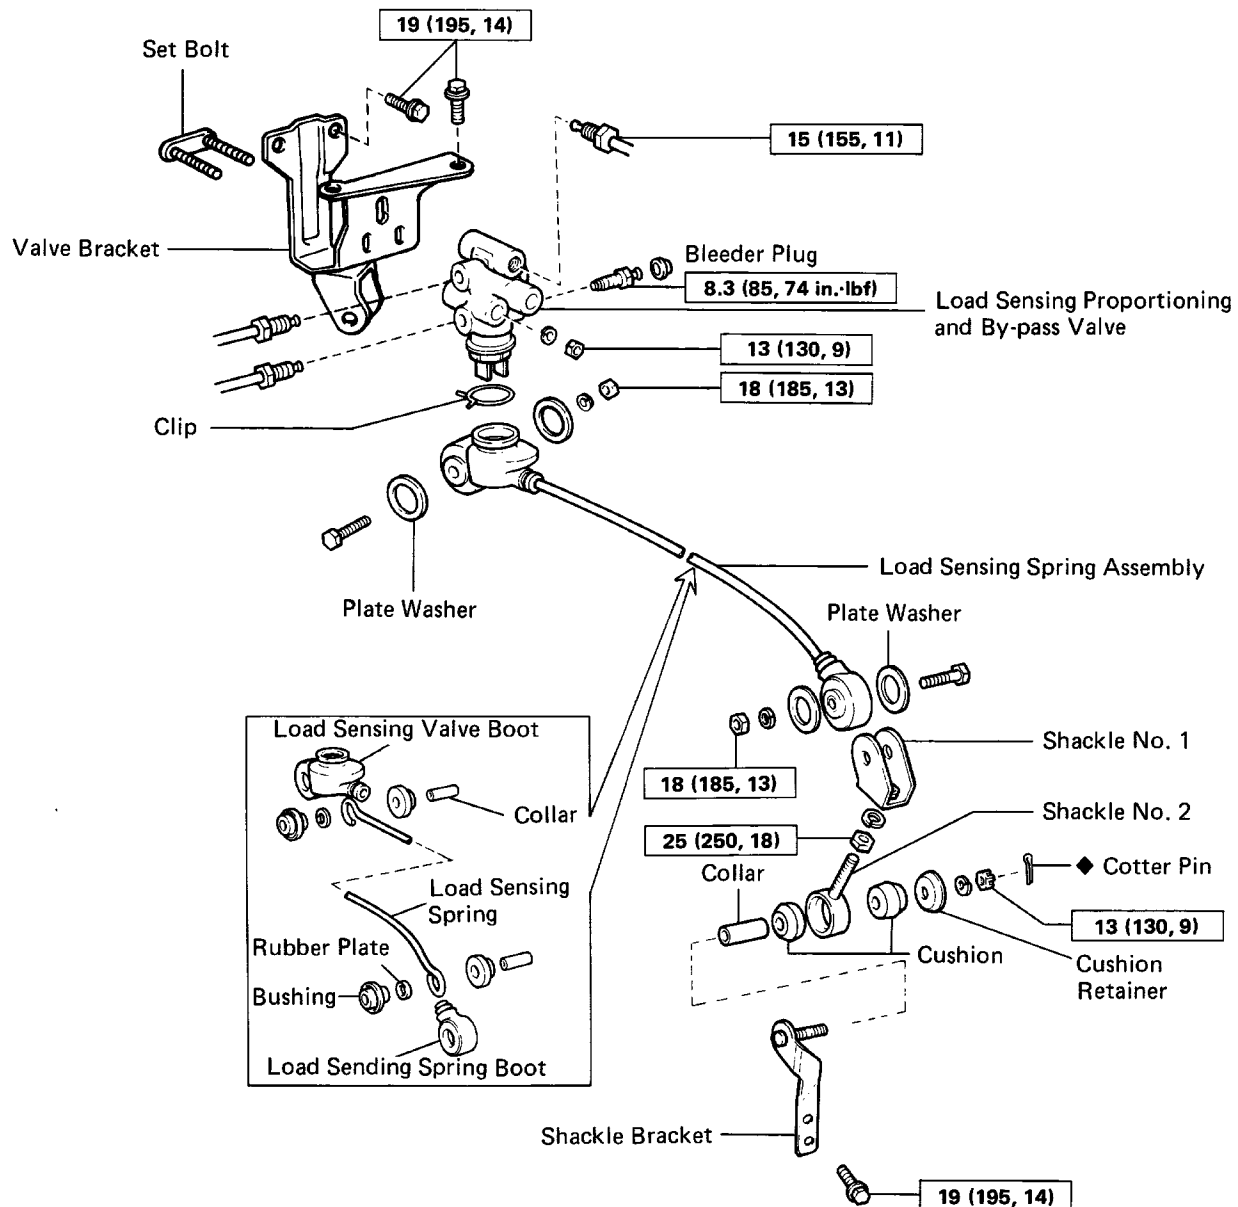 19 (195, 14)
Set Bolt
15 (155, 11)
Valve Bracket
Bleeder Plug
8.3 (85, 74 in.·lbf)
Load Sensing Proportioning
and By-pass Valve
13 (130, 9)
18 (185, 13)
Clip
Plate Washer
Load Sensing Spring Assembly
Plate Washer
Load Sensing Valve Boot
Shackle No. 1
18 (185, 13)
Collar
Shackle No. 2
25 (250, 18)
Collar
◆ Cotter Pin
Load Sensing
Spring
13 (130, 9)
Rubber Plate
Cushion
Cushion
Retainer
Bushing
Load Sending Spring Boot
Shackle Bracket
19 (195, 14)